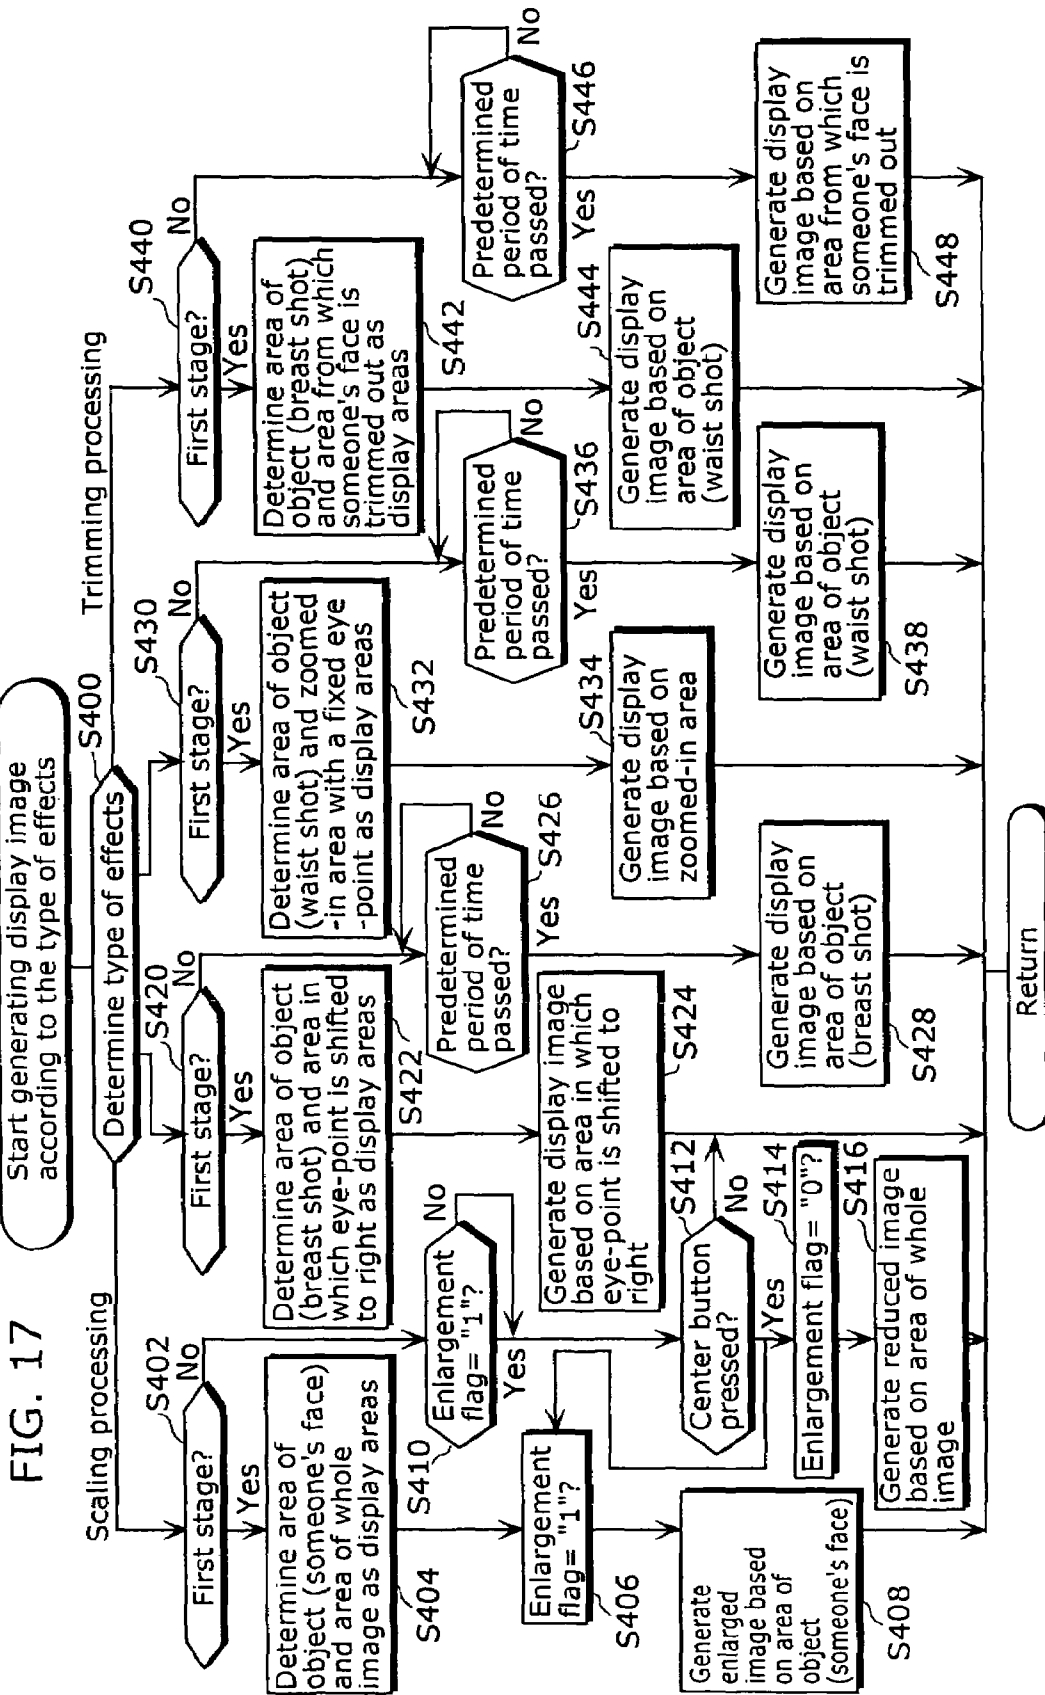 FIG. 17
Start generating display image
according to the type of effects
Determine type of effects
S400
Scaling processing
Trimming processing
First stage?
S402
No
Yes
Determine area of
object (someone's face)
and area of whole
image as display areas
S404
Enlargement
flag= "1"?
S406
Generate
enlarged
image based
on area of
object
(someone's face)
S408
Enlargement
flag= "1"?
S410
No
Yes
Center button
pressed?
S412
No
Yes
Enlargement flag= "0"?
S414
Generate reduced image
based on area of whole
image
S416
First stage?
S420
No
Yes
Determine area of object
(breast shot) and area in
which eye-point is shifted
to right as display areas
S422
Generate display image
based on area in which
eye-point is shifted to
right
S424
Predetermined
period of time
passed?
S426
No
Yes
Generate display
image based on
area of object
(breast shot)
S428
First stage?
S430
No
Yes
Determine area of object
(waist shot) and zoomed
-in area with a fixed eye
-point as display areas
S432
Generate display
image based on
zoomed-in area
S434
Predetermined
period of time
passed?
S436
No
Yes
Generate display
image based on
area of object
(waist shot)
S438
First stage?
S440
No
Yes
Determine area of
object (breast shot)
and area from which
someone's face is
trimmed out as
display areas
S442
Generate display
image based on
area of object
(waist shot)
S444
Predetermined
period of time
passed?
S446
No
Yes
Generate display
image based on
area from which
someone's face is
trimmed out
S448
Return